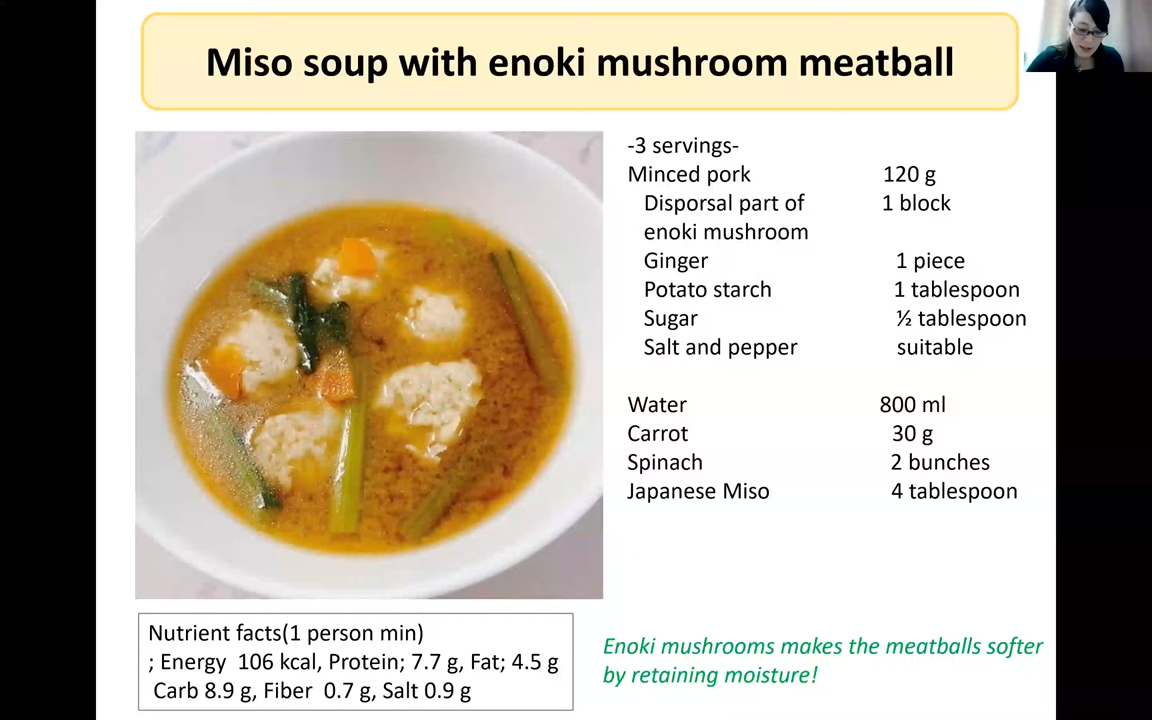 Miso soup with enoki mushroom meatball
-3 servings-
Minced pork 120 g
Disporsal part of 1 block
enoki mushroom
Ginger 1 piece
Potato starch 1 tablespoon
Sugar ½ tablespoon
Salt and pepper suitable
Water 800 ml
Carrot 30 g
Spinach 2 bunches
Japanese Miso 4 tablespoon
Nutrient facts(1 person min)
; Energy 106 kcal, Protein; 7.7 g, Fat; 4.5 g
Carb 8.9 g, Fiber 0.7 g, Salt 0.9 g
Enoki mushrooms makes the meatballs softer
by retaining moisture!